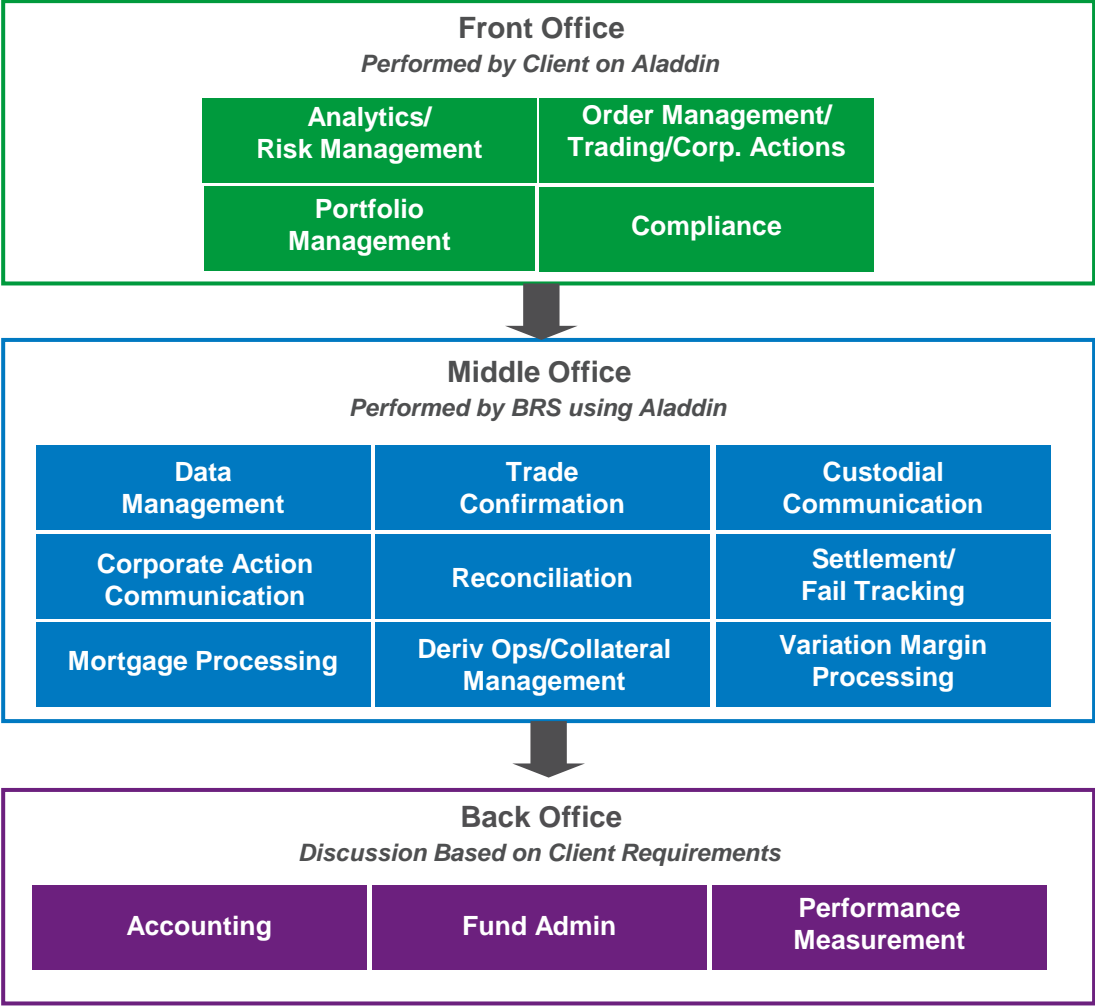 Front Office
Performed by Client on Aladdin
Analytics/
Risk Management
Order Management/
Trading/Corp. Actions
Portfolio
Management
Compliance
Middle Office
Performed by BRS using Aladdin
Data
Management
Trade
Confirmation
Custodial
Communication
Corporate Action
Communication
Reconciliation
Settlement/
Fail Tracking
Mortgage Processing
Deriv Ops/Collateral
Management
Variation Margin
Processing
Back Office
Discussion Based on Client Requirements
Accounting
Fund Admin
Performance
Measurement